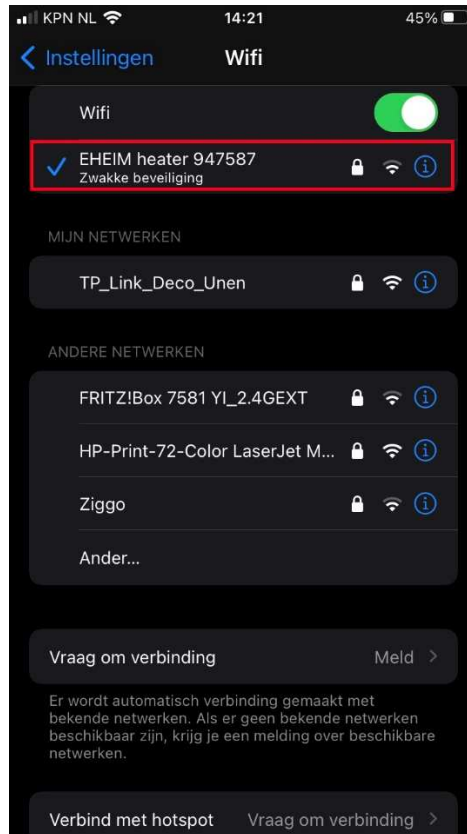 KPN NL 14:21 45%
Instellingen Wifi
Wifi
EHEIM heater 947587
Zwakke beveiliging
MIJN NETWERKEN
TP_Link_Deco_Unen
ANDERE NETWERKEN
FRITZ!Box 7581 YI_2.4GEXT
HP-Print-72-Color LaserJet M...
Ziggo
Ander...
Vraag om verbinding Meld
Er wordt automatisch verbinding gemaakt met
bekende netwerken. Als er geen bekende netwerken
beschikbaar zijn, krijg je een melding over beschikbare
netwerken.
Verbind met hotspot Vraag om verbinding